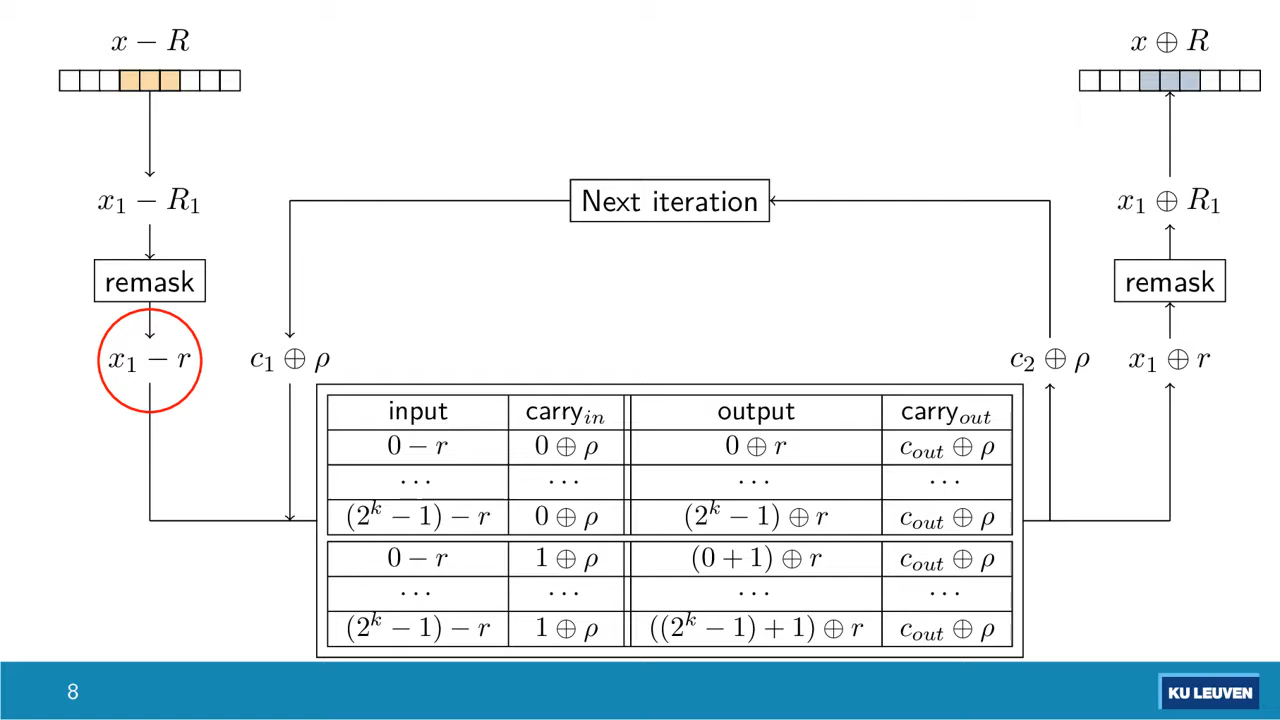 x − R
x ⊕ R
x₁ − R₁
Next iteration
x₁ ⊕ R₁
remask
remask
x₁ − r
c₁ ⊕ ρ
c₂ ⊕ ρ
x₁ ⊕ r
input carry_in output carry_out
0 − r 0 ⊕ ρ 0 ⊕ r c_out ⊕ ρ
⋯ ⋯ ⋯ ⋯
(2^k − 1) − r 0 ⊕ ρ (2^k − 1) ⊕ r c_out ⊕ ρ
0 − r 1 ⊕ ρ (0 + 1) ⊕ r c_out ⊕ ρ
⋯ ⋯ ⋯ ⋯
(2^k − 1) − r 1 ⊕ ρ ((2^k − 1) + 1) ⊕ r c_out ⊕ ρ
8
KU LEUVEN